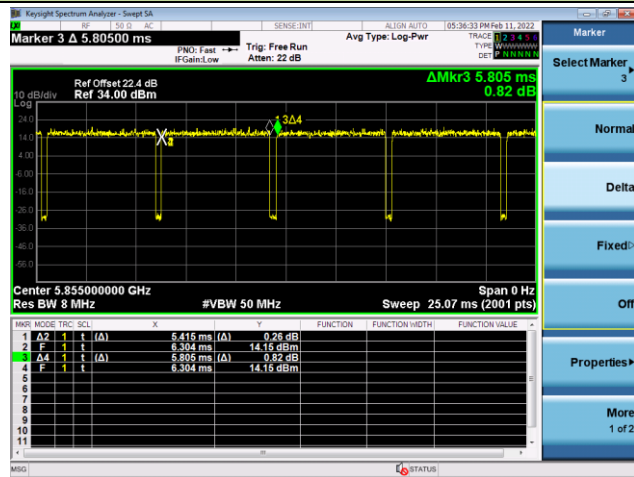 Keysight Spectrum Analyzer - Swept SA
RF 50 Ω AC SENSE:INT ALIGN AUTO 05:36:33 PM Feb 11, 2022
Marker 3 Δ 5.80500 ms
PNO: Fast
IFGain:Low
Trig: Free Run
Atten: 22 dB
Avg Type: Log-Pwr
TRACE 1 2 3 4 5 6
TYPE WWWWWW
DET P NNNNN
ΔMkr3 5.805 ms
0.82 dB
Ref Offset 22.4 dB
10 dB/div Ref 34.00 dBm
Log
24.0
14.0
4.00
-6.00
-16.0
-26.0
-36.0
-46.0
-56.0
3Δ4
Center 5.855000000 GHz Span 0 Hz
Res BW 8 MHz #VBW 50 MHz Sweep 25.07 ms (2001 pts)
MKR MODE TRC SCL X Y FUNCTION FUNCTION WIDTH FUNCTION VALUE
1 Δ2 1 t (Δ) 5.415 ms (Δ) 0.26 dB
2 F 1 t 6.304 ms 14.15 dBm
3 Δ4 1 t (Δ) 5.805 ms (Δ) 0.82 dB
4 F 1 t 6.304 ms 14.15 dBm
5
6
7
8
9
10
11
MSG STATUS
Marker
Select Marker
3
Normal
Delta
Fixed
Off
Properties
More
1 of 2